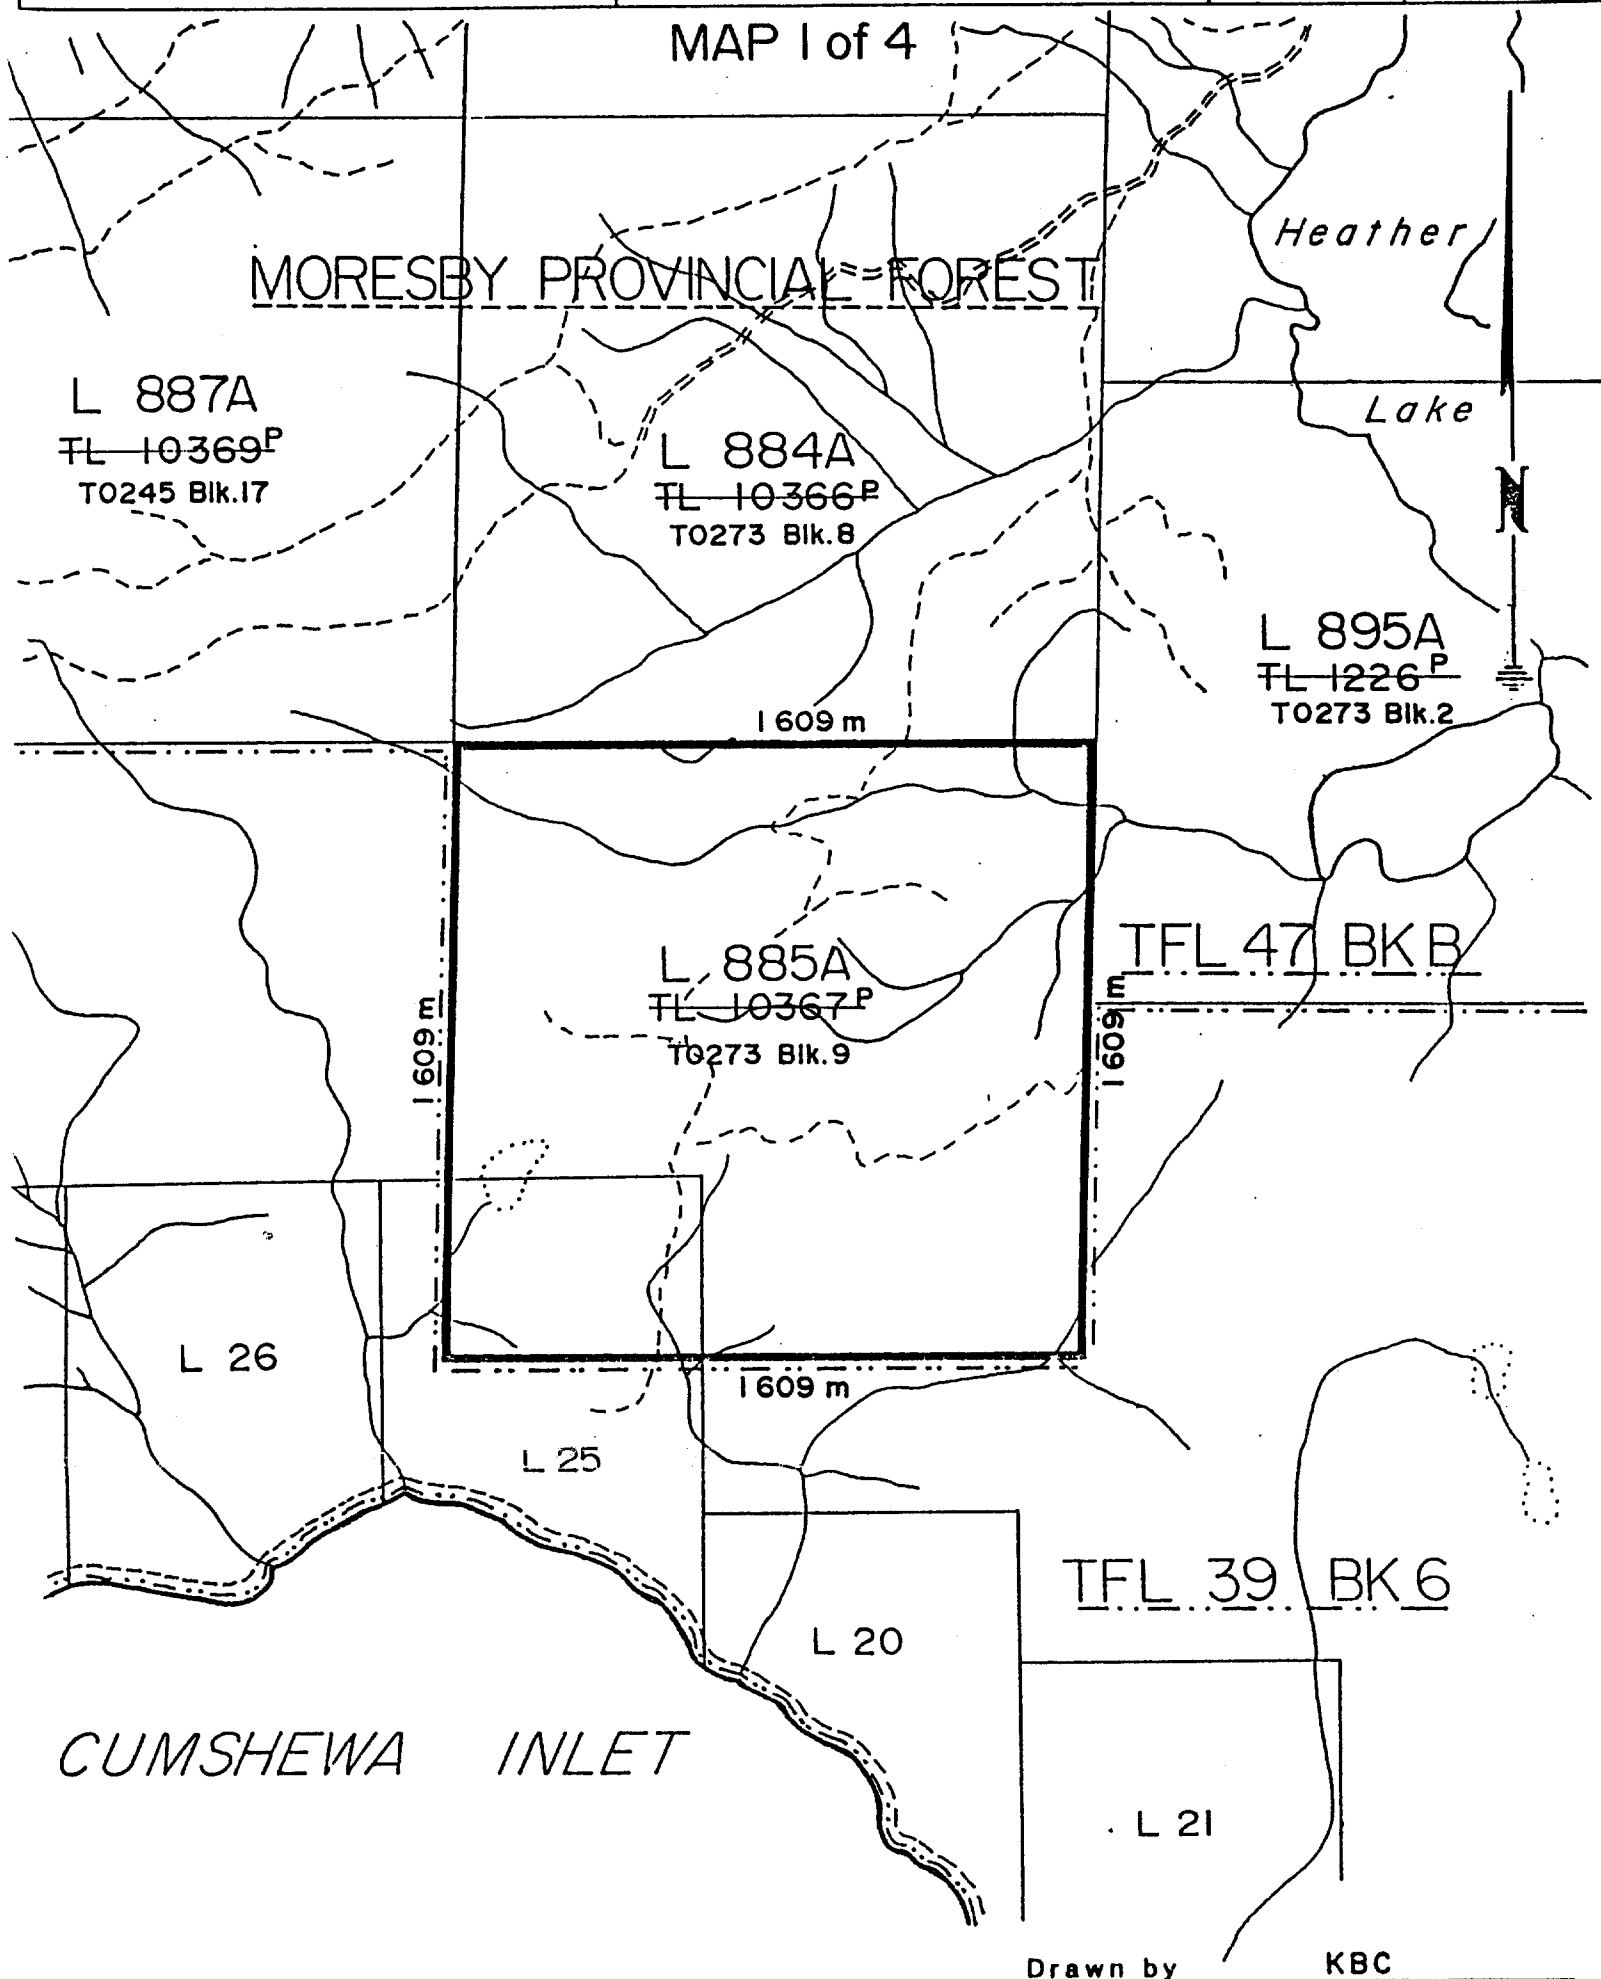 MAP 1 of 4
Heather
MORESBY PROVINCIAL FOREST
L 887A
TL 10369P
T0245 Blk.17
Lake
L 884A
TL 10366P
T0273 Blk.8
N
L 895A
TL 1226P
T0273 Blk.2
1609 m
TFL 47 BK B
L 885A
TL 10367P
T0273 Blk.9
1609 m
1609 m
L 26
1609 m
L 25
TFL 39 BK 6
L 20
CUMSHEWA INLET
L 21
Drawn by KBC